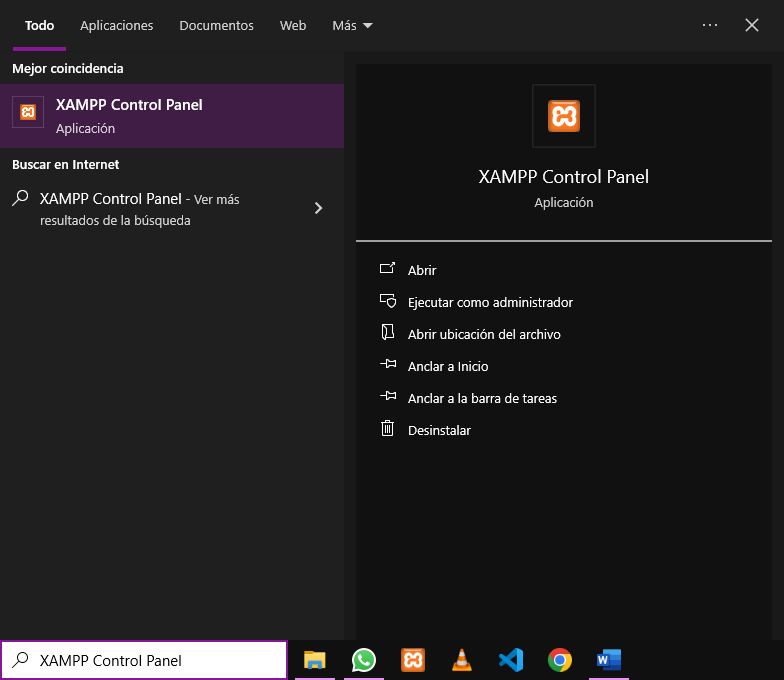 Todo Aplicaciones Documentos Web Más
Mejor coincidencia
XAMPP Control Panel
Aplicación
Buscar en Internet
XAMPP Control Panel - Ver más
resultados de la búsqueda
XAMPP Control Panel
Aplicación
Abrir
Ejecutar como administrador
Abrir ubicación del archivo
Anclar a Inicio
Anclar a la barra de tareas
Desinstalar
XAMPP Control Panel